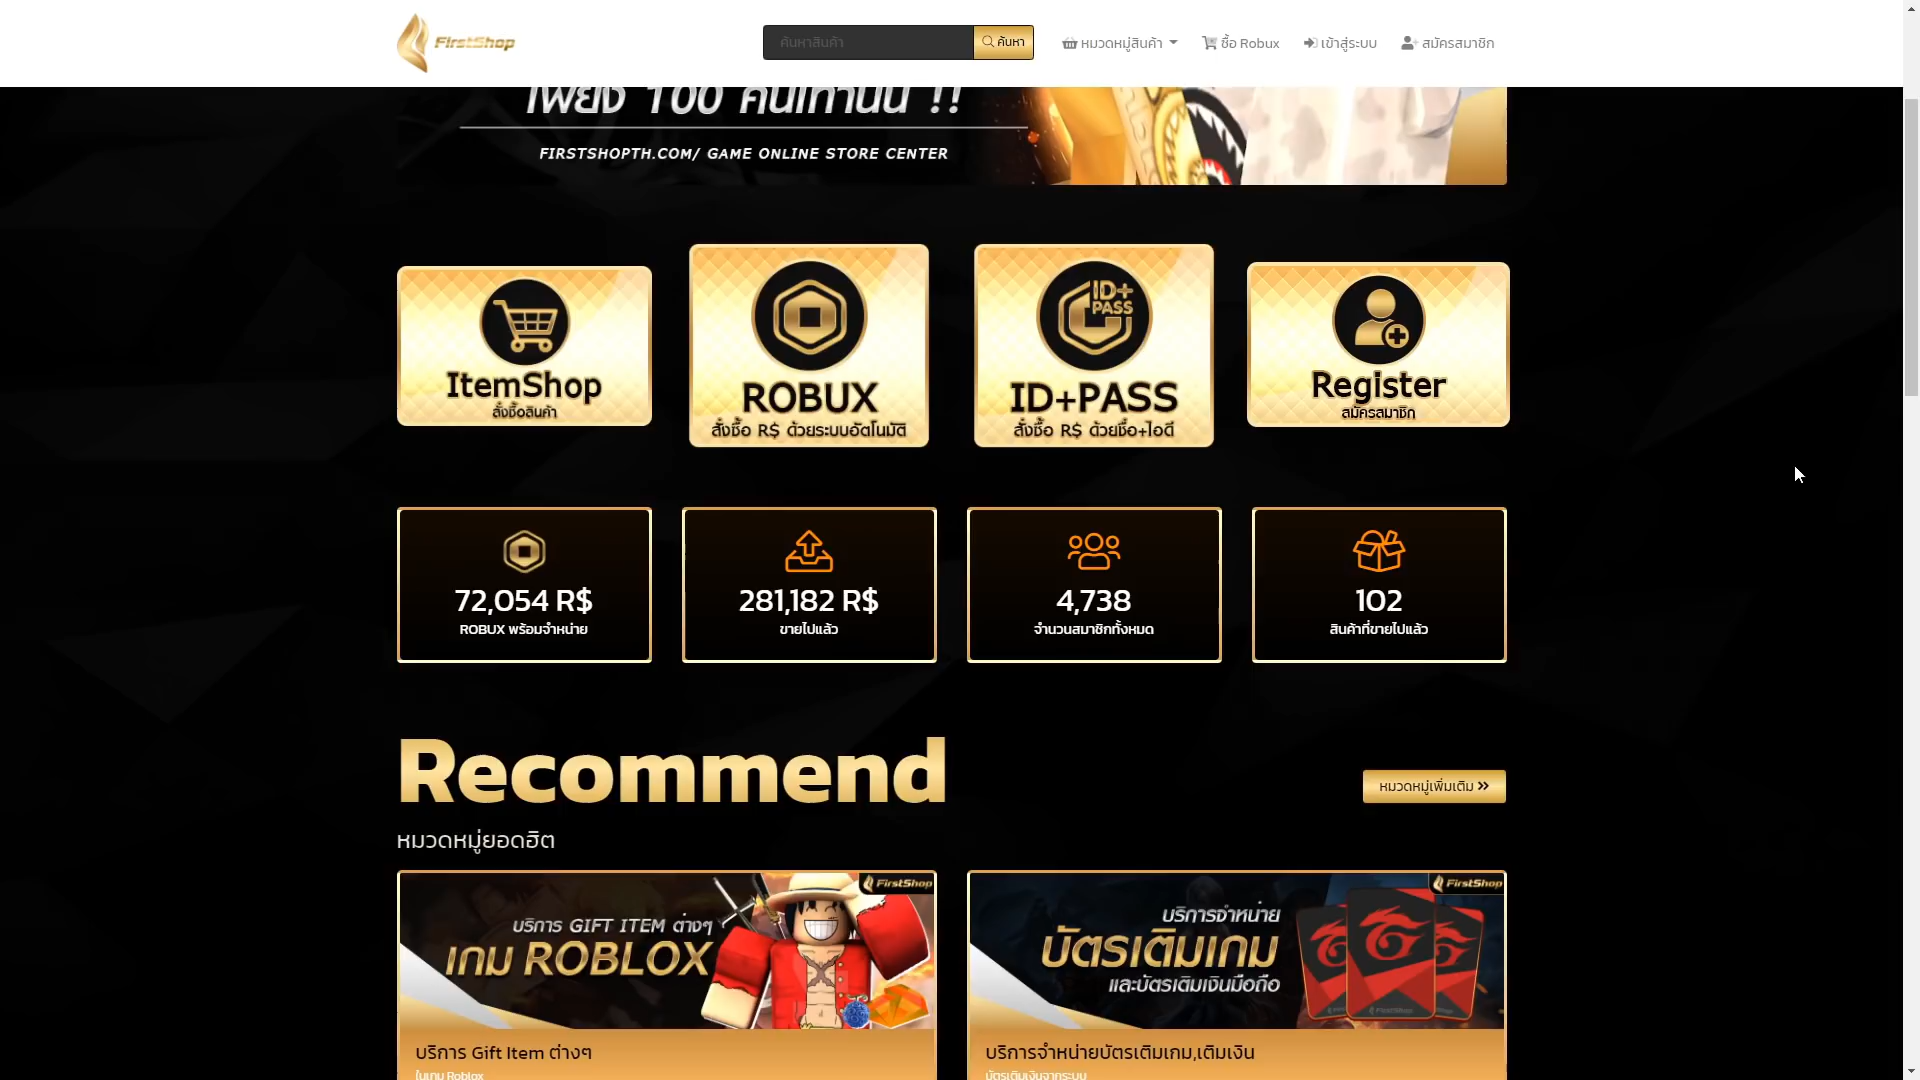 FirstShop
ค้นหาสินค้า
ค้นหา
หมวดหมู่สินค้า
ซื้อ Robux
เข้าสู่ระบบ
สมัครสมาชิก
เพียง 100 คนเท่านั้น !!
FIRSTSHOPTH.COM/ GAME ONLINE STORE CENTER
ItemShop
สั่งซื้อสินค้า
ROBUX
สั่งซื้อ R$ ด้วยระบบอัตโนมัติ
ID+
PASS
ID+PASS
สั่งซื้อ R$ ด้วยชื่อ+ไอดี
Register
สมัครสมาชิก
72,054 R$
ROBUX พร้อมจำหน่าย
281,182 R$
ขายไปแล้ว
4,738
จำนวนสมาชิกทั้งหมด
102
สินค้าที่ขายไปแล้ว
Recommend
หมวดหมู่เพิ่มเติม
หมวดหมู่ยอดฮิต
FirstShop
บริการ GIFT ITEM ต่างๆ
เกม ROBLOX
บริการ Gift Item ต่างๆ
ในเกม Roblox
FirstShop
บริการจำหน่าย
บัตรเติมเกม
และบัตรเติมเงินมือถือ
FirstShop
บริการจำหน่ายบัตรเติมเกม,เติมเงิน
บัตรเติมเงินจากระบบ